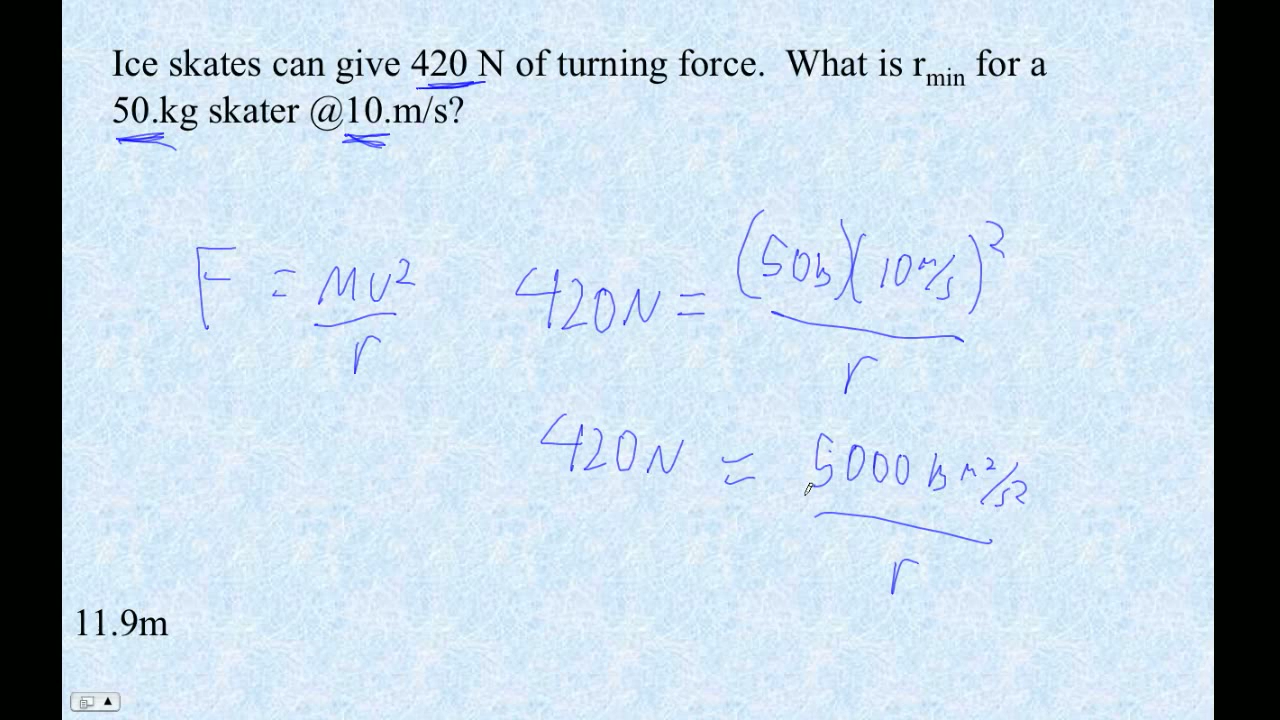 Ice skates can give 420 N of turning force. What is rmin for a
50.kg skater @10.m/s?
F = mv²/r
420N = (50kg)(10m/s)²/r
420N = 5000 kg m²/s²/r
11.9m